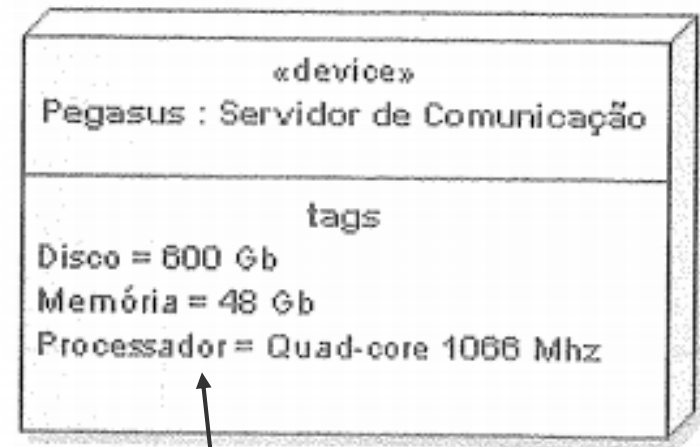 «device»
Pegasus : Servidor de Comunicação
tags
Disco = 600 Gb
Memória = 48 Gb
Processador = Quad-core 1066 Mhz